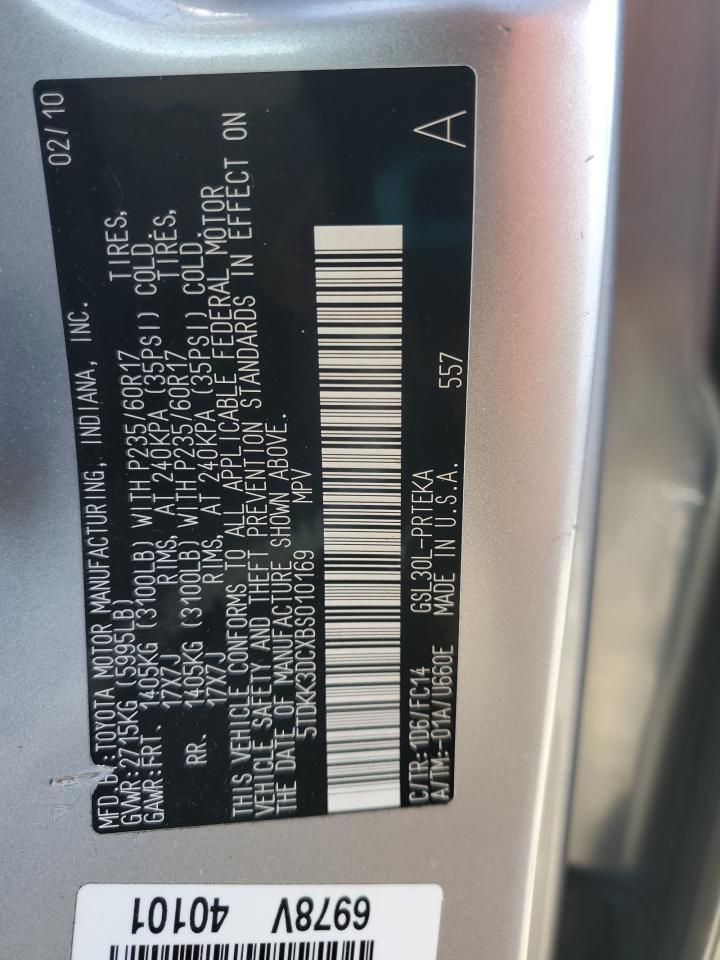 MFD. BY: TOYOTA MOTOR MANUFACTURING, INDIANA, INC. 02/10
GVWR: 2715KG (5995LB)
GAWR: FRT. 1405KG (3100LB) WITH P235/60R17 TIRES,
17X7J RIMS, AT 240KPA (35PSI) COLD.
RR. 1405KG (3100LB) WITH P235/60R17 TIRES,
17X7J RIMS, AT 240KPA (35PSI) COLD.
THIS VEHICLE CONFORMS TO ALL APPLICABLE FEDERAL MOTOR
VEHICLE SAFETY AND THEFT PREVENTION STANDARDS IN EFFECT ON
THE DATE OF MANUFACTURE SHOWN ABOVE.
5TDKK3DCXBS010169 MPV
C/TR: 1D6/FC14 GSL30L-PRTEKA A
A/TM: -01A/U660E MADE IN U.S.A. 557
6978V 40101